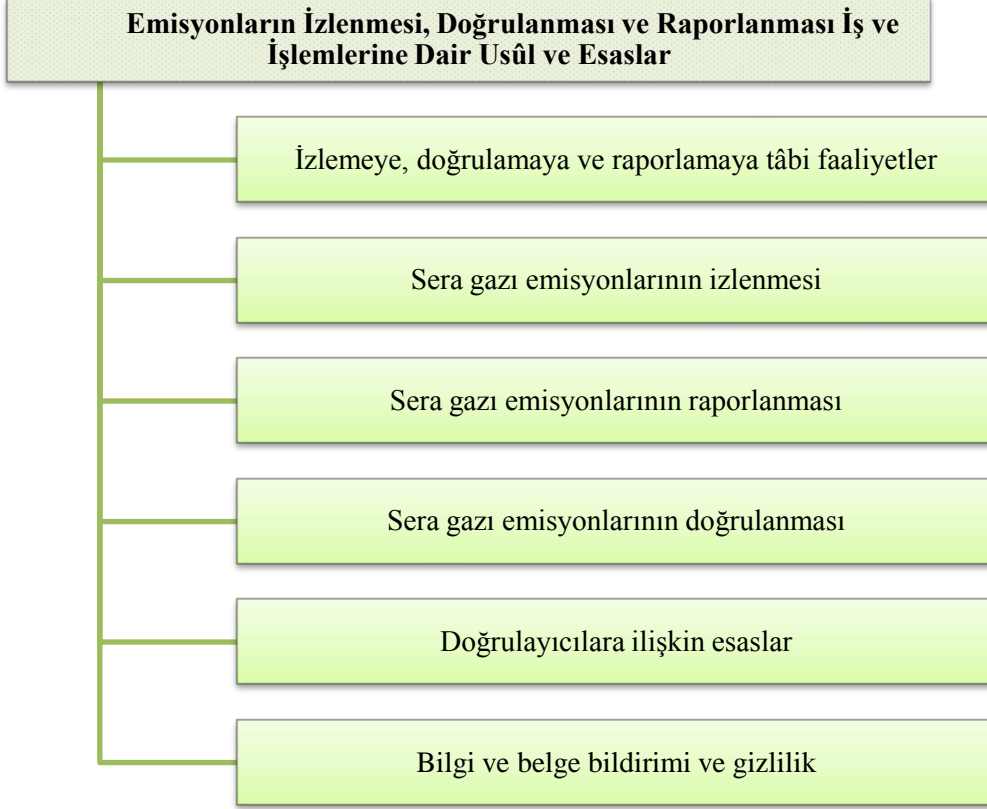 Emisyonların İzlenmesi, Doğrulanması ve Raporlanması İş ve
İşlemlerine Dair Usûl ve Esaslar
İzlemeye, doğrulamaya ve raporlamaya tâbi faaliyetler
Sera gazı emisyonlarının izlenmesi
Sera gazı emisyonlarının raporlanması
Sera gazı emisyonlarının doğrulanması
Doğrulayıcılara ilişkin esaslar
Bilgi ve belge bildirimi ve gizlilik